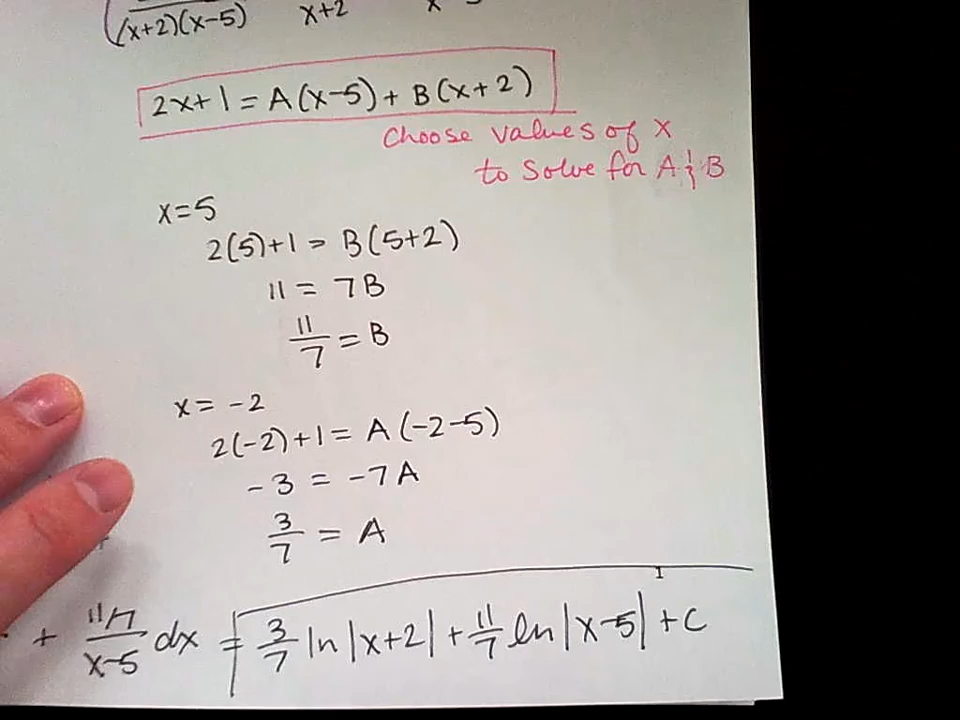 (x+2)(x-5) x+2 x
2x+1 = A(x-5) + B(x+2)
Choose values of x
to solve for A & B
x=5
2(5)+1 = B(5+2)
11 = 7B
11/7 = B
x= -2
2(-2)+1 = A(-2-5)
-3 = -7A
3/7 = A
+ (11/7)/(x-5) dx = 3/7 ln|x+2| + 11/7 ln|x-5| + C